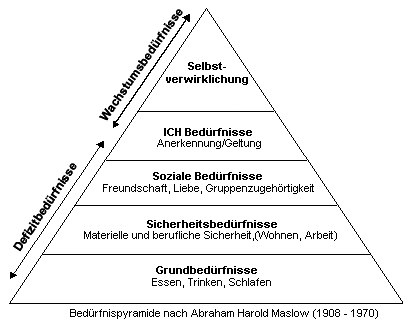 Wachstumsbedürfnisse
Defizitbedürfnisse
Selbst-
verwirklichung
ICH Bedürfnisse
Anerkennung/Geltung
Soziale Bedürfnisse
Freundschaft, Liebe, Gruppenzugehörtigkeit
Sicherheitsbedürfnisse
Materielle und berufliche Sicherheit,(Wohnen, Arbeit)
Grundbedürfnisse
Essen, Trinken, Schlafen
Bedürfnispyramide nach Abraham Harold Maslow (1908 - 1970)